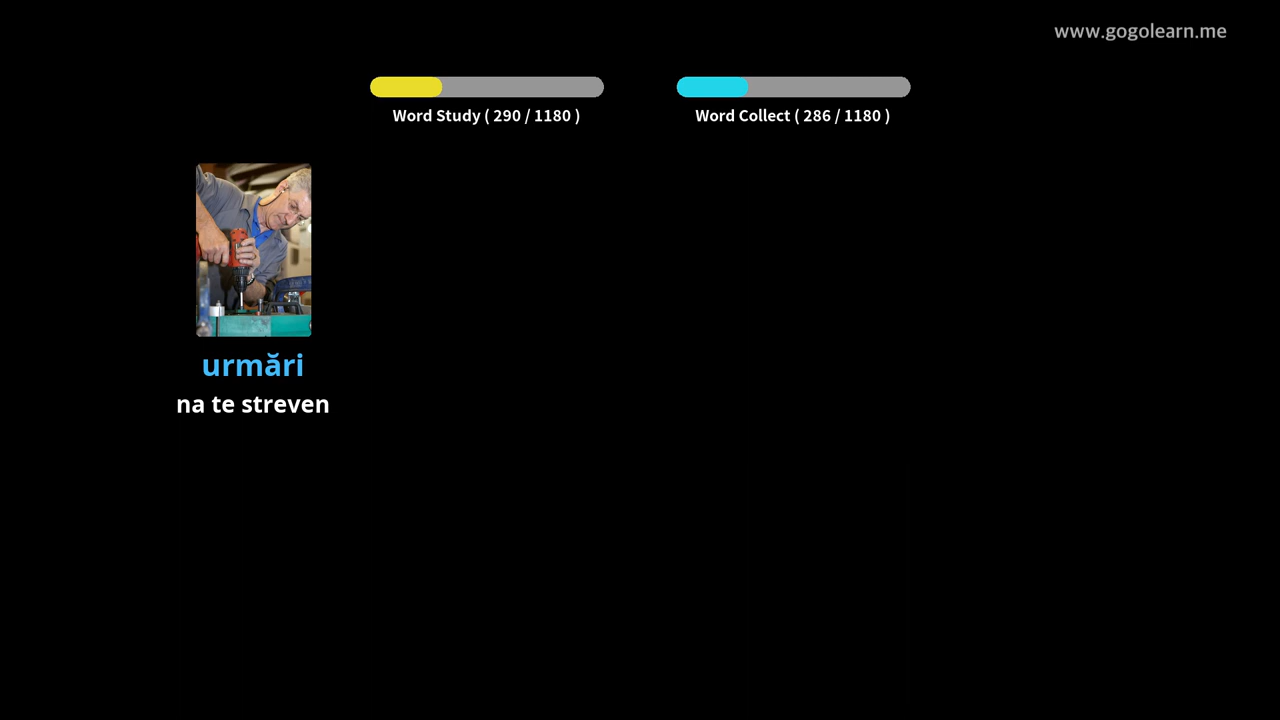 www.gogolearn.me
Word Study ( 290 / 1180 )
Word Collect ( 286 / 1180 )
urmări
na te streven